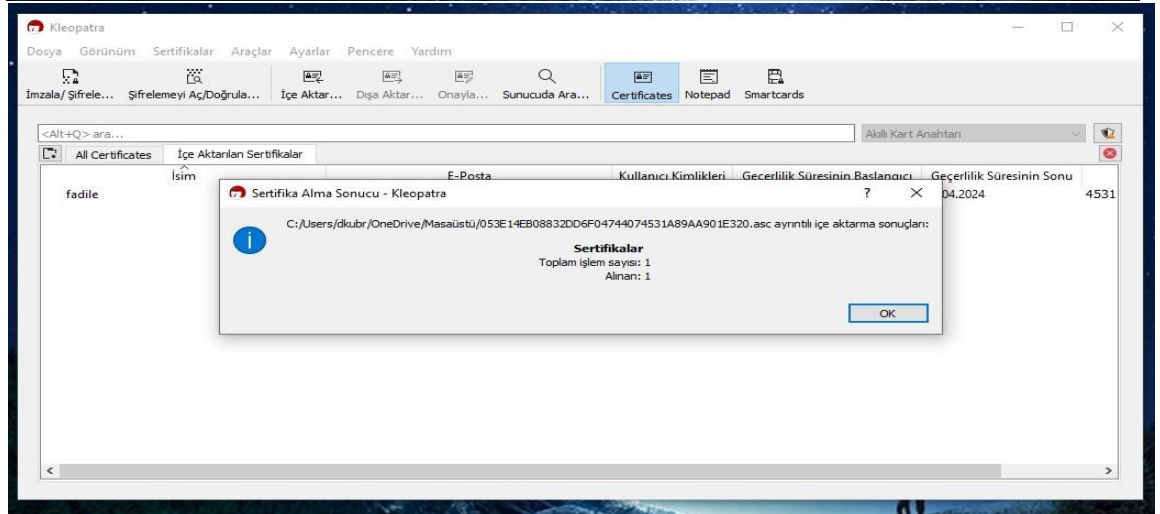 Kleopatra
Dosya Görünüm Sertifikalar Araçlar Ayarlar Pencere Yardım
İmzala/ Şifrele... Şifrelemeyi Aç/Doğrula... İçe Aktar... Dışa Aktar... Onayla... Sunucuda Ara... Certificates Notepad Smartcards
<Alt+Q> ara... Akıllı Kart Anahtarı
All Certificates İçe Aktarılan Sertifikalar
İsim E-Posta Kullanıcı Kimlikleri Geçerlilik Süresinin Başlangıcı Geçerlilik Süresinin Sonu
fadile 04.2024 4531
Sertifika Alma Sonucu - Kleopatra
C:/Users/dkubr/OneDrive/Masaüstü/053E14EB08832DD6F04744074531A89AA901E320.asc ayrıntılı içe aktarma sonuçları:
Sertifikalar
Toplam işlem sayısı: 1
Alınan: 1
OK